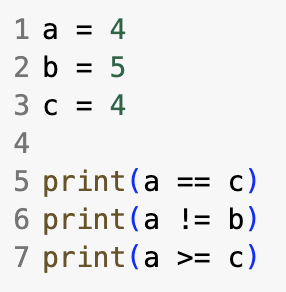 1 a = 4
2 b = 5
3 c = 4
4
5 print(a == c)
6 print(a != b)
7 print(a >= c)